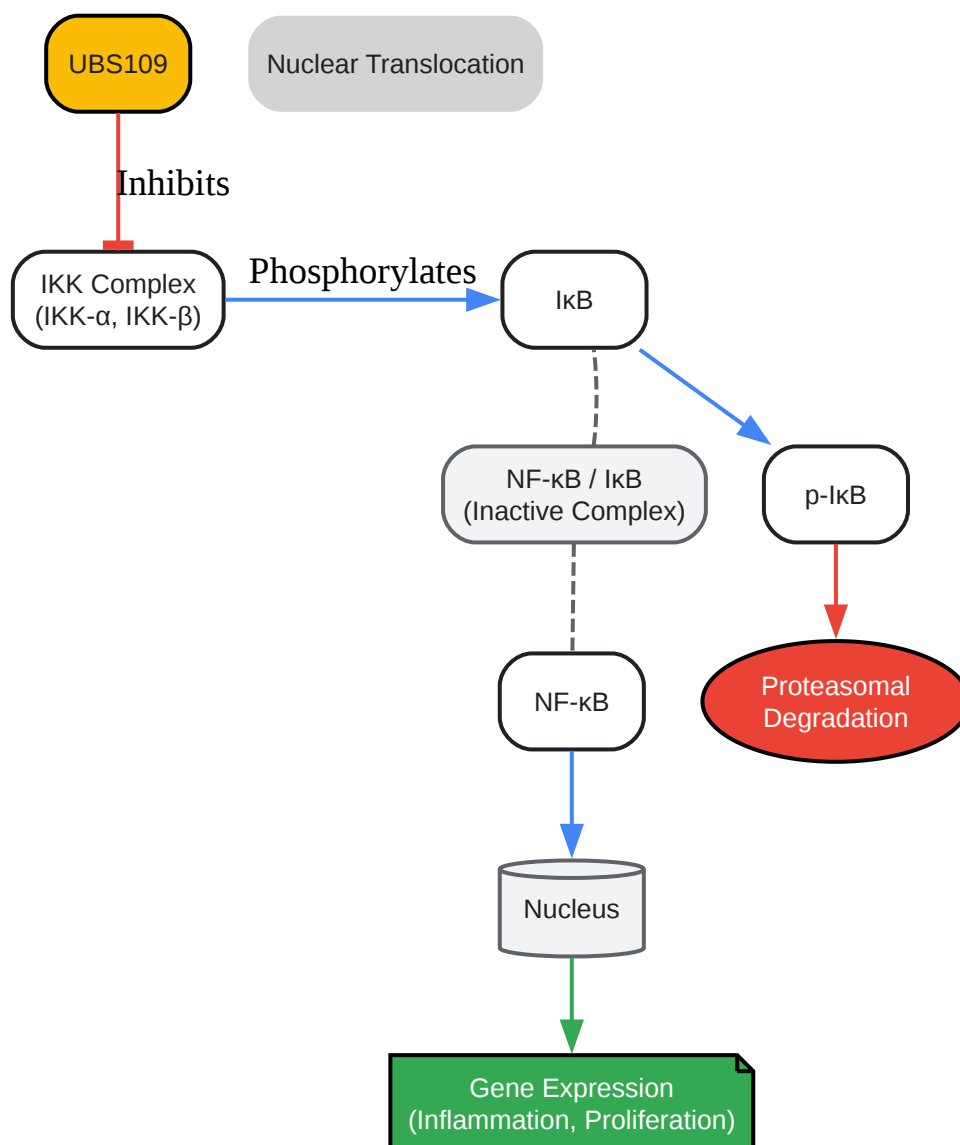 UBS109
Nuclear Translocation
Inhibits
IKK Complex
(IKK-α, IKK-β)
Phosphorylates
IκB
NF-κB / IκB
(Inactive Complex)
p-IκB
NF-κB
Proteasomal
Degradation
Nucleus
Gene Expression
(Inflammation, Proliferation)